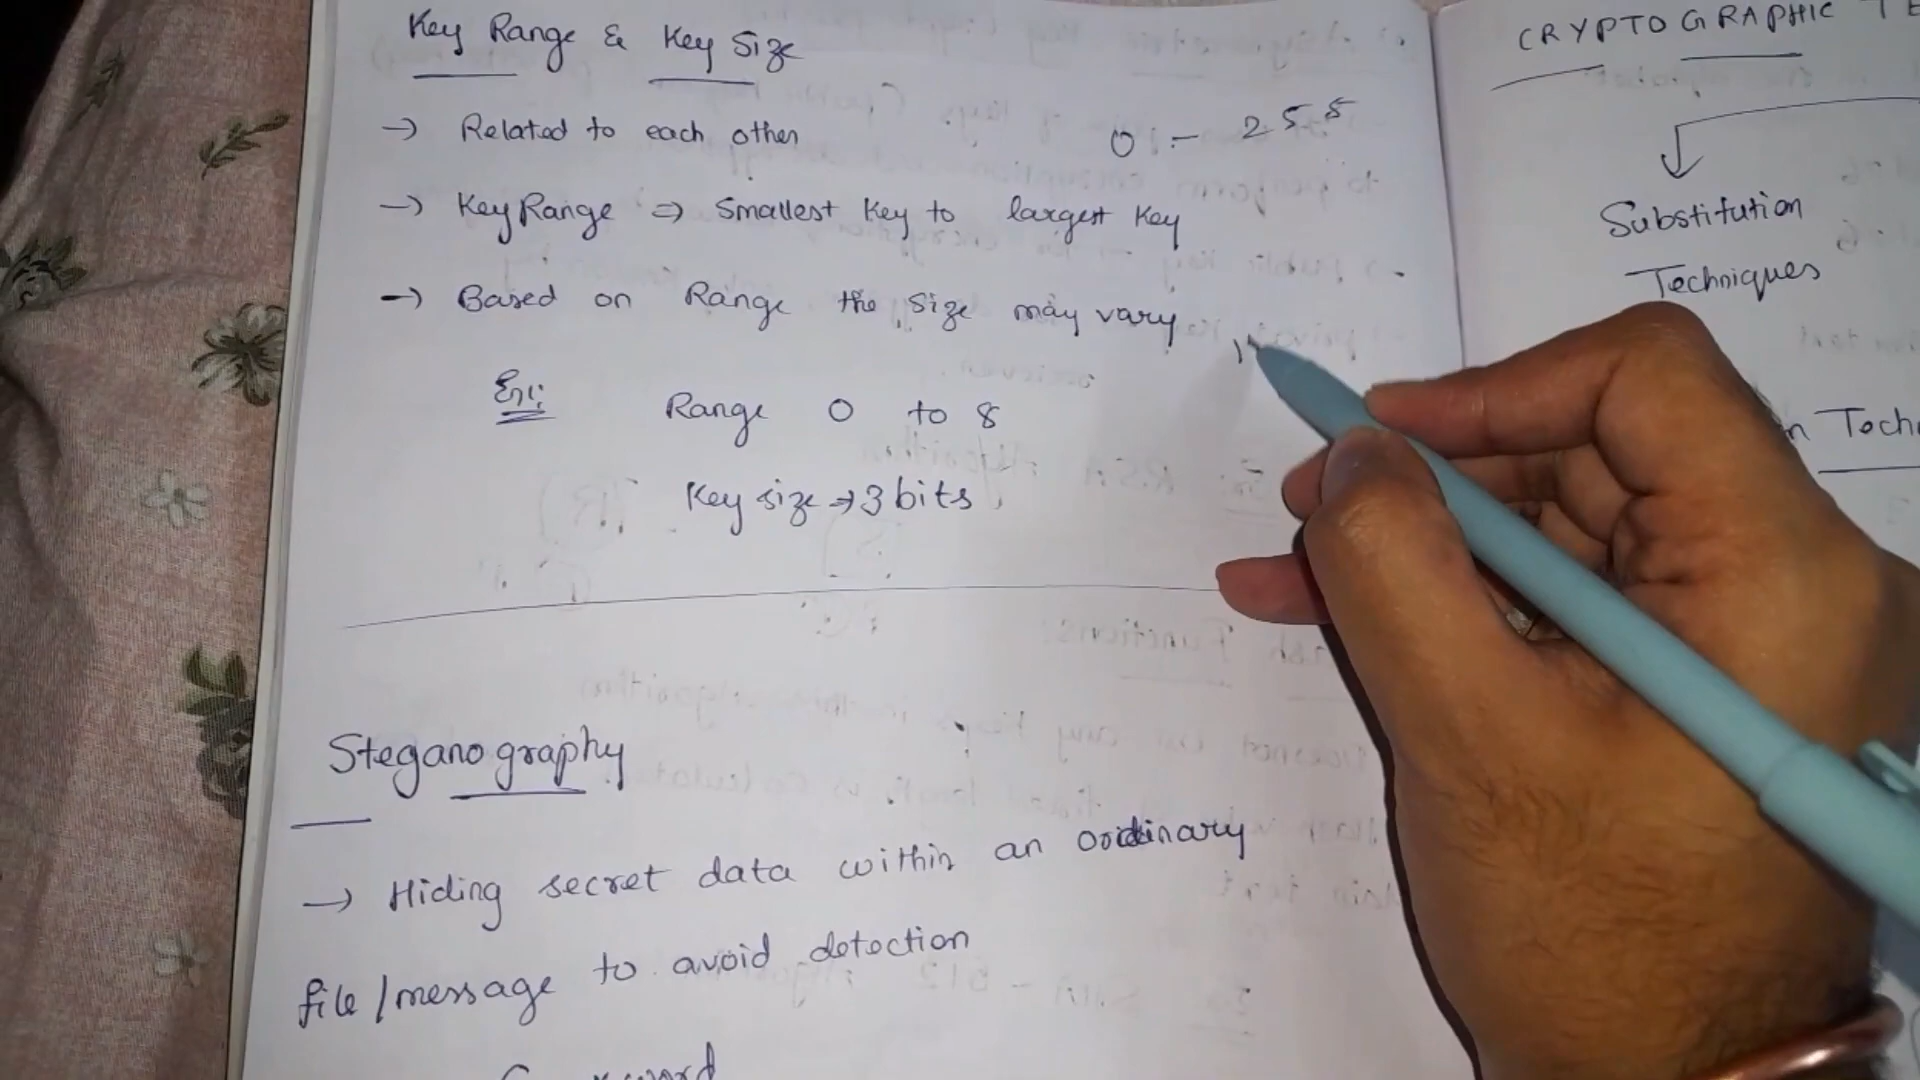 Key Range & Key Size
→ Related to each other
0 - 255
→ Key Range ⇒ Smallest Key to largest Key
→ Based on Range the Size may vary
Ex:
Range 0 to 8
Key size → 3 bits
Steganography
→ Hiding secret data within an ordinary
file/message to avoid detection
CRYPTOGRAPHIC
Substitution
Techniques